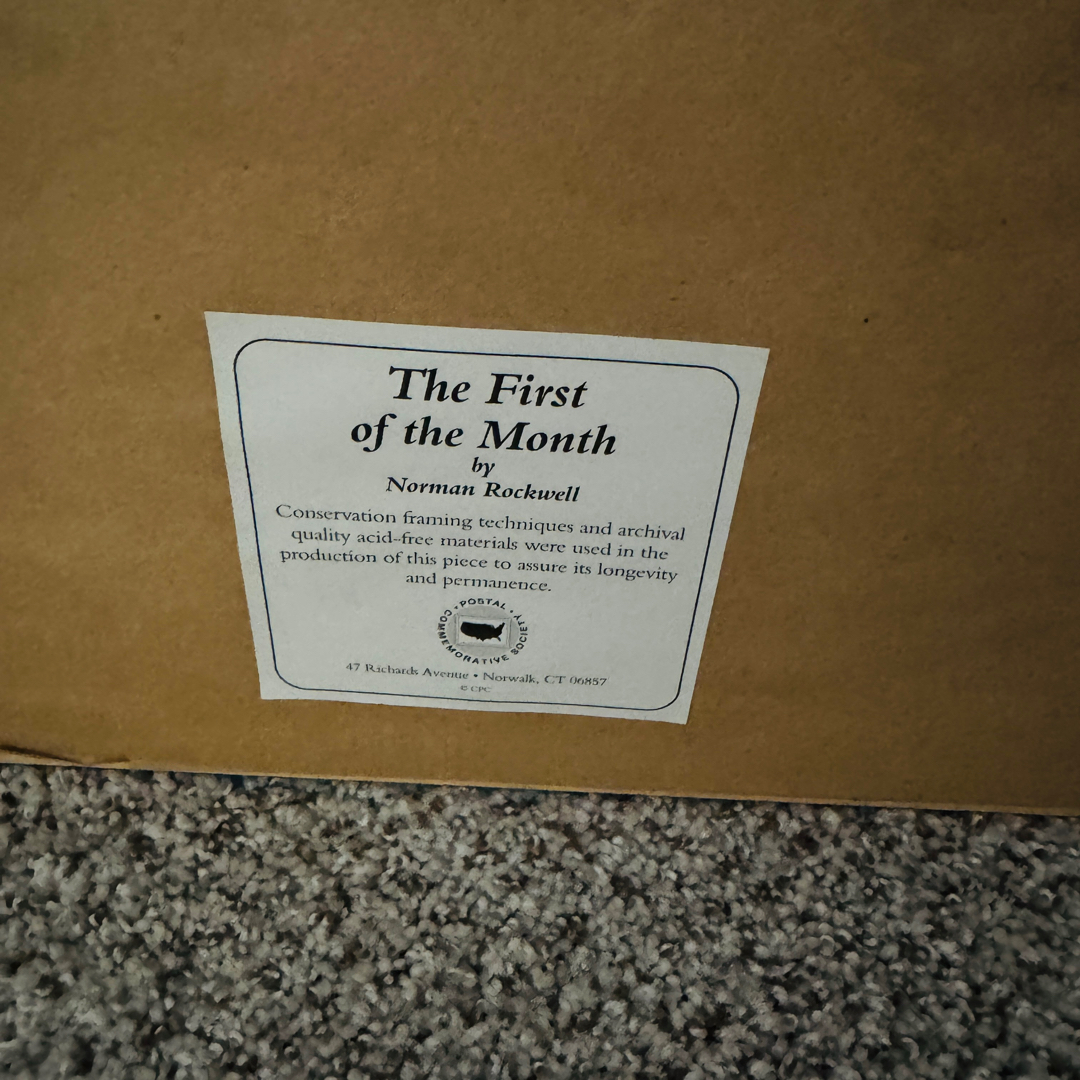 The First
of the Month
by
Norman Rockwell
Conservation framing techniques and archival
quality acid-free materials were used in the
production of this piece to assure its longevity
and permanence.
• POSTAL •
COMMEMORATIVE SOCIETY
47 Richards Avenue • Norwalk, CT 06857
© CPC